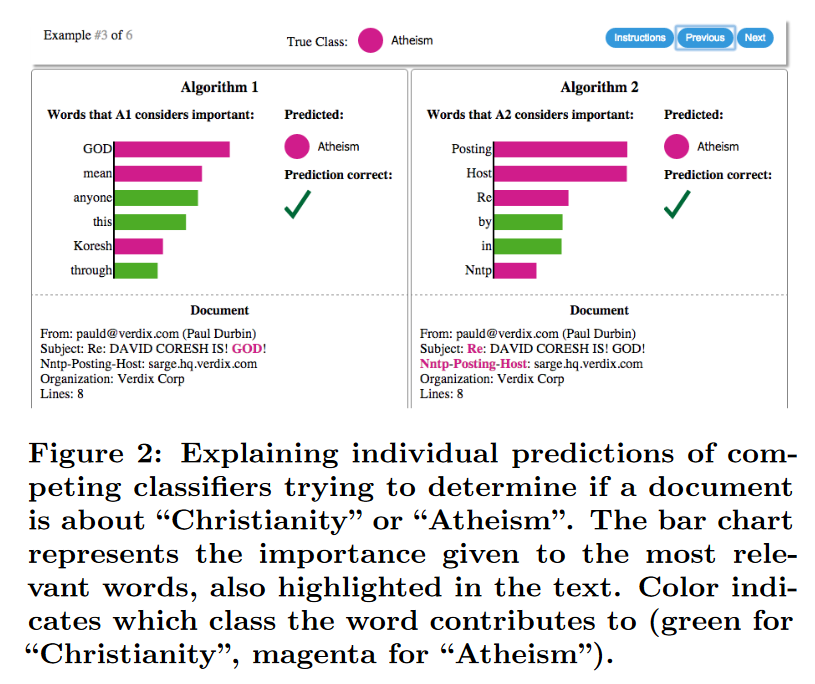 Example #3 of 6
True Class: Atheism
Instructions Previous Next
Algorithm 1
Words that A1 considers important:
Predicted:
GOD
mean
anyone
this
Koresh
through
Atheism
Prediction correct:
Document
From: pauld@verdix.com (Paul Durbin)
Subject: Re: DAVID CORESH IS! GOD!
Nntp-Posting-Host: sarge.hq.verdix.com
Organization: Verdix Corp
Lines: 8
Algorithm 2
Words that A2 considers important:
Predicted:
Posting
Host
Re
by
in
Nntp
Atheism
Prediction correct:
Document
From: pauld@verdix.com (Paul Durbin)
Subject: Re: DAVID CORESH IS! GOD!
Nntp-Posting-Host: sarge.hq.verdix.com
Organization: Verdix Corp
Lines: 8
Figure 2: Explaining individual predictions of com-
peting classifiers trying to determine if a document
is about “Christianity” or “Atheism”. The bar chart
represents the importance given to the most rele-
vant words, also highlighted in the text. Color indi-
cates which class the word contributes to (green for
“Christianity”, magenta for “Atheism”).